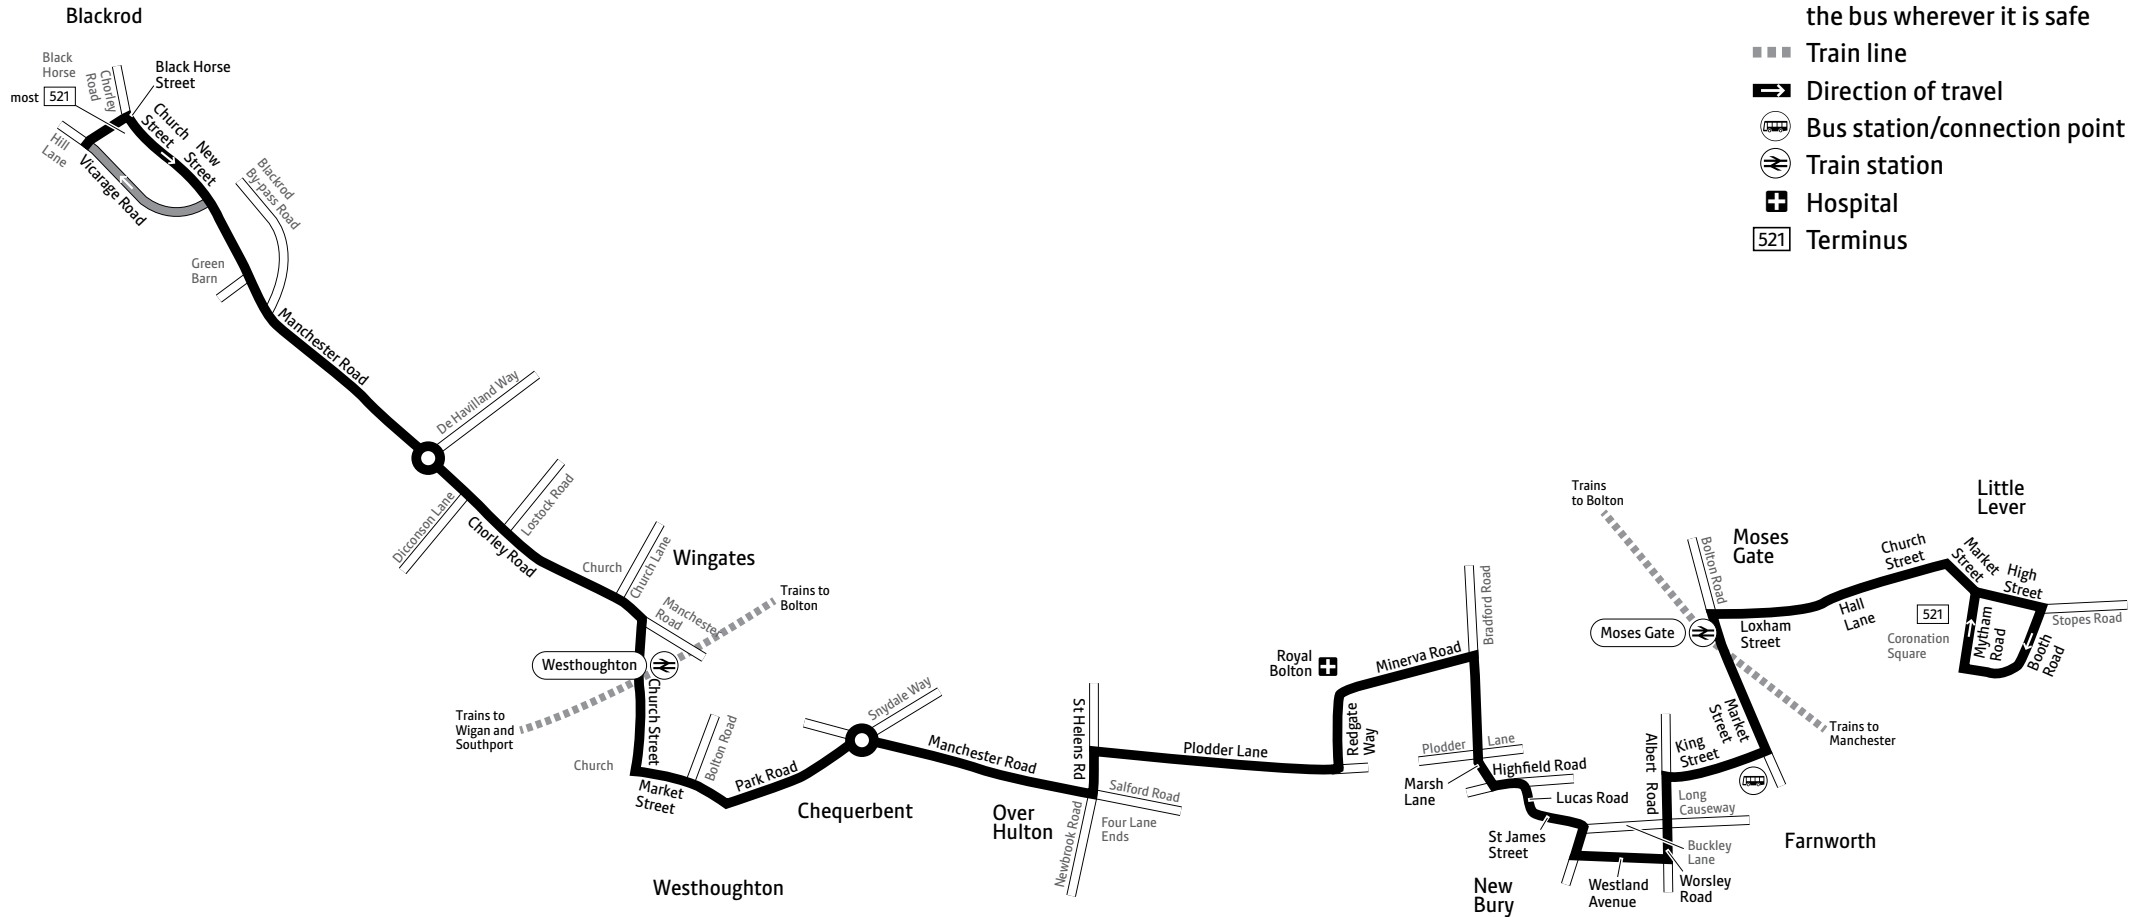 Blackrod
the bus wherever it is safe
Train line
Direction of travel
Bus station/connection point
Train station
Hospital
521 Terminus
Black
Horse
Chorley
Road
Black Horse
Street
most 521
Church
Street
New
Street
Hill
Lane
Vicarage Road
Blackrod
By-pass Road
Green
Barn
Manchester Road
De Havilland Way
Dicconson Lane
Lostock Road
Chorley Road
Church
Church Lane
Wingates
Manchester
Road
Trains to
Bolton
Westhoughton
Trains to
Wigan and
Southport
Church Street
Church
Market
Street
Bolton Road
Park Road
Snydale Way
Chequerbent
Westhoughton
Manchester Road
Over
Hulton
St Helens Rd
Salford Road
Four Lane
Ends
Newbrook Road
Plodder Lane
Redgate
Way
Royal
Bolton
Minerva Road
Bradford Road
Plodder Lane
Marsh
Lane
Highfield Road
Lucas Road
St James
Street
New
Bury
Westland
Avenue
Worsley
Road
Buckley
Lane
Long
Causeway
Albert Road
King
Street
Farnworth
Market
Street
Trains to
Manchester
Trains
to Bolton
Moses Gate
Bolton Road
Moses
Gate
Loxham
Street
Hall
Lane
Church
Street
Market
Street
Little
Lever
High
Street
Stopes Road
521
Coronation
Square
Mytham
Road
Booth
Road